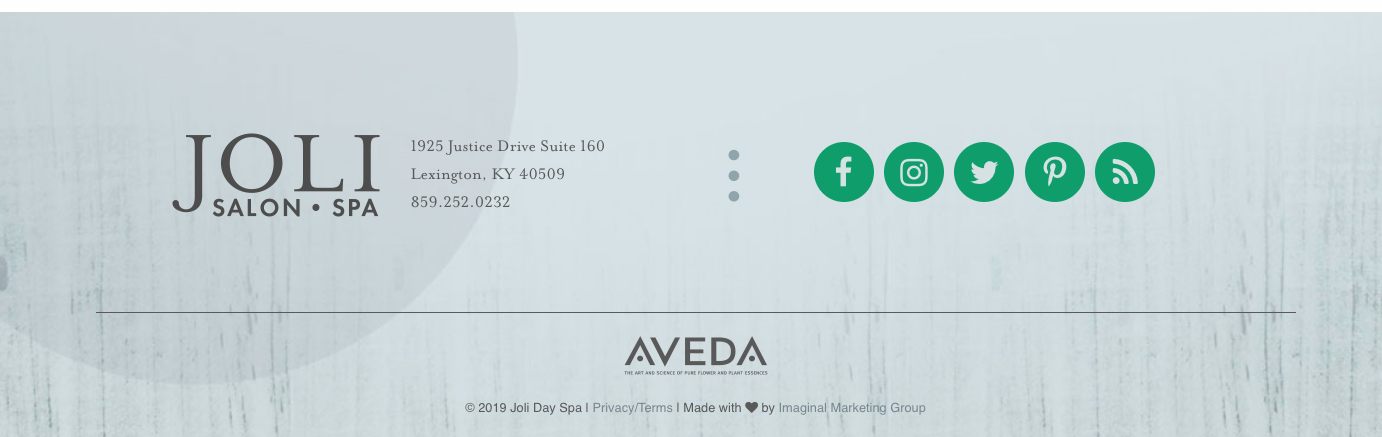 JOLI
SALON • SPA
1925 Justice Drive Suite 160
Lexington, KY 40509
859.252.0232
AVEDA
THE ART AND SCIENCE OF PURE FLOWER AND PLANT ESSENCES
© 2019 Joli Day Spa I Privacy/Terms I Made with ♥ by Imaginal Marketing Group